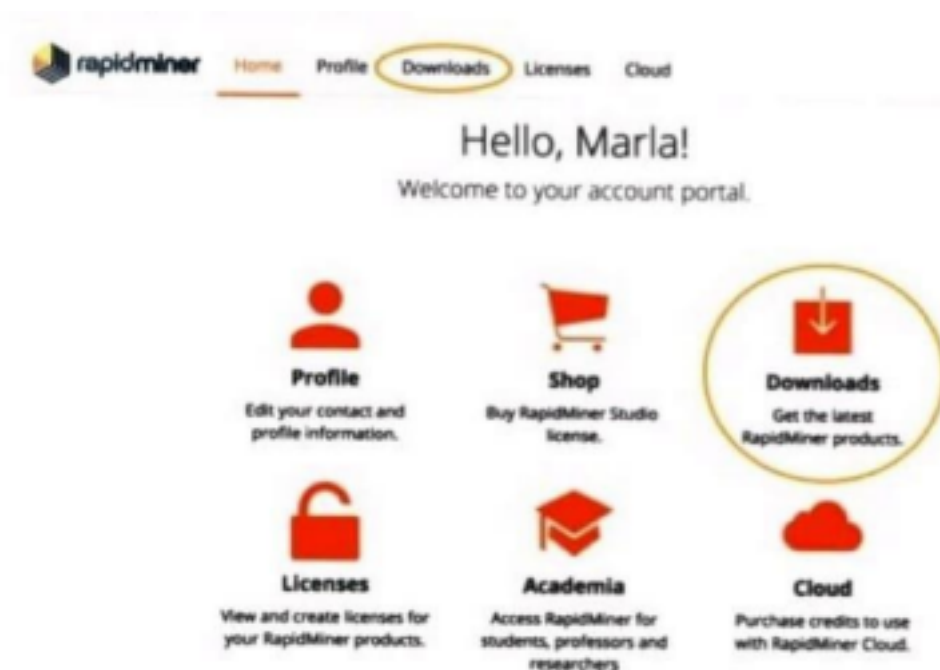 rapidminer Home Profile Downloads Licenses Cloud
Hello, Marla!
Welcome to your account portal.
Profile Shop Downloads
Edit your contact and Buy RapidMiner Studio Get the latest
profile information. license. RapidMiner products.
Licenses Academia Cloud
View and create licenses for Access RapidMiner for Purchase credits to use
your RapidMiner products. students, professors and with RapidMiner Cloud.
researchers